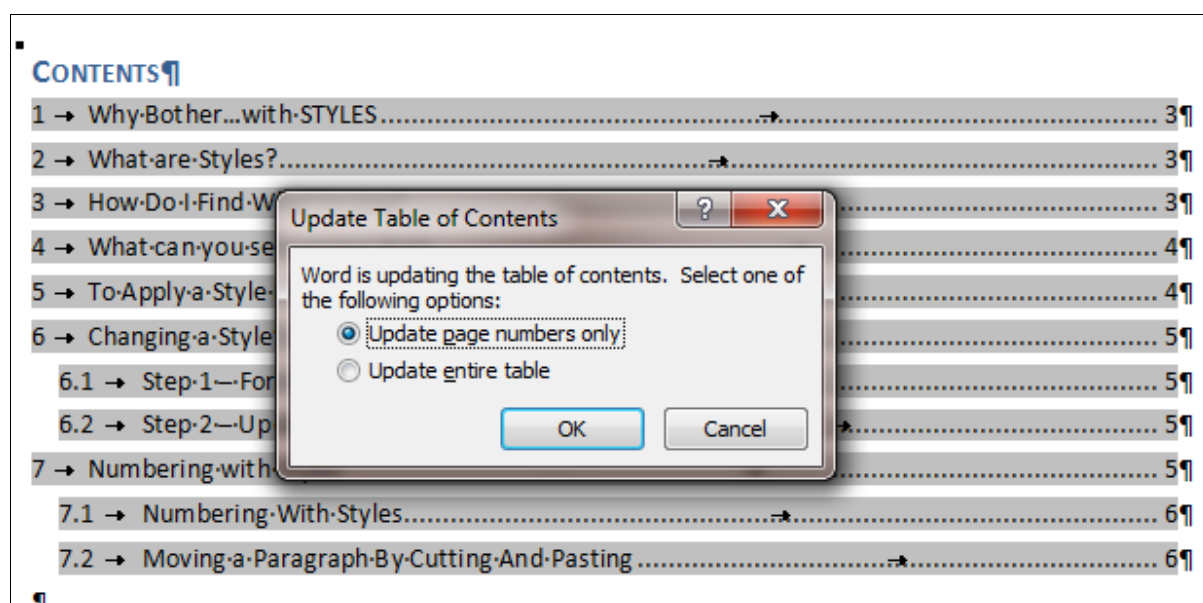 CONTENTS¶
1 → Why Bother...with STYLES → 3¶
2 → What are Styles? → 3¶
3 → How Do I Find 3¶
4 → What can you 4¶
5 → To Apply a Style 4¶
6 → Changing a Style 5¶
6.1 → Step 1 – 5¶
6.2 → Step 2 – 5¶
7 → Numbering with 5¶
7.1 → Numbering With Styles → 6¶
7.2 → Moving a Paragraph By Cutting And Pasting → 6¶
¶
Update Table of Contents ? X
Word is updating the table of contents. Select one of
the following options:
Update page numbers only
Update entire table
OK Cancel